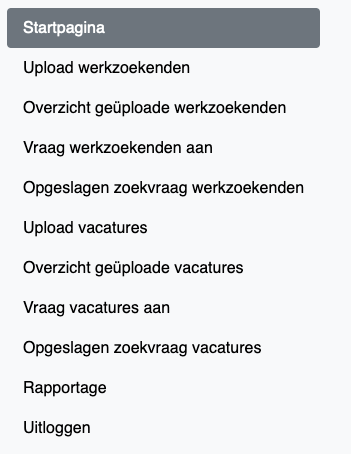 Startpagina
Upload werkzoekenden
Overzicht geüploade werkzoekenden
Vraag werkzoekenden aan
Opgeslagen zoekvraag werkzoekenden
Upload vacatures
Overzicht geüploade vacatures
Vraag vacatures aan
Opgeslagen zoekvraag vacatures
Rapportage
Uitloggen